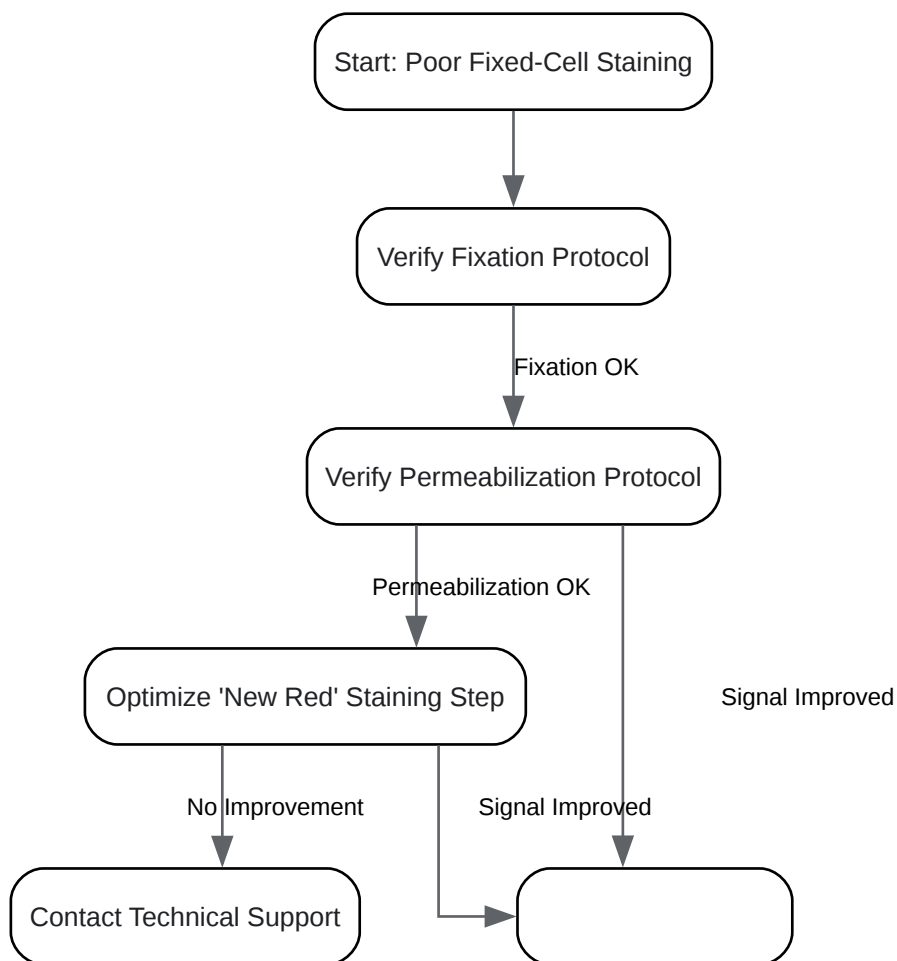 Start: Poor Fixed-Cell Staining
Verify Fixation Protocol
Fixation OK
Verify Permeabilization Protocol
Permeabilization OK
Optimize 'New Red' Staining Step
Signal Improved
No Improvement
Signal Improved
Contact Technical Support